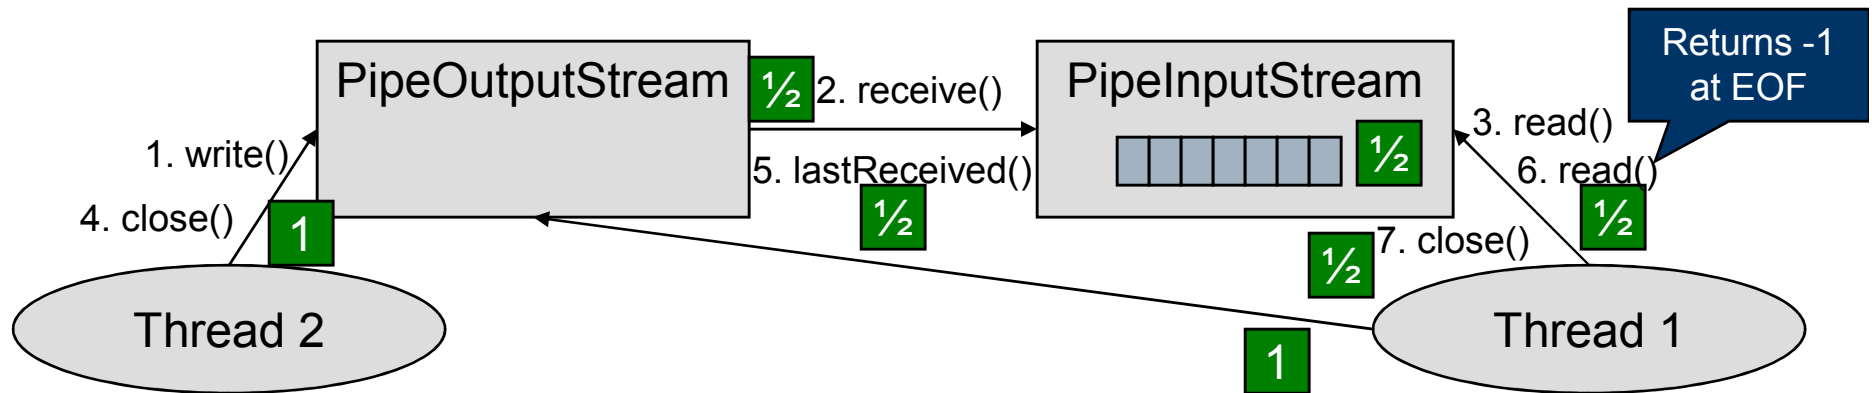 Returns -1
at EOF
PipeOutputStream
½
2. receive()
PipeInputStream
1. write()
5. lastReceived()
½
3. read()
6. read()
4. close()
1
½
½
7. close()
½
Thread 2
Thread 1
1